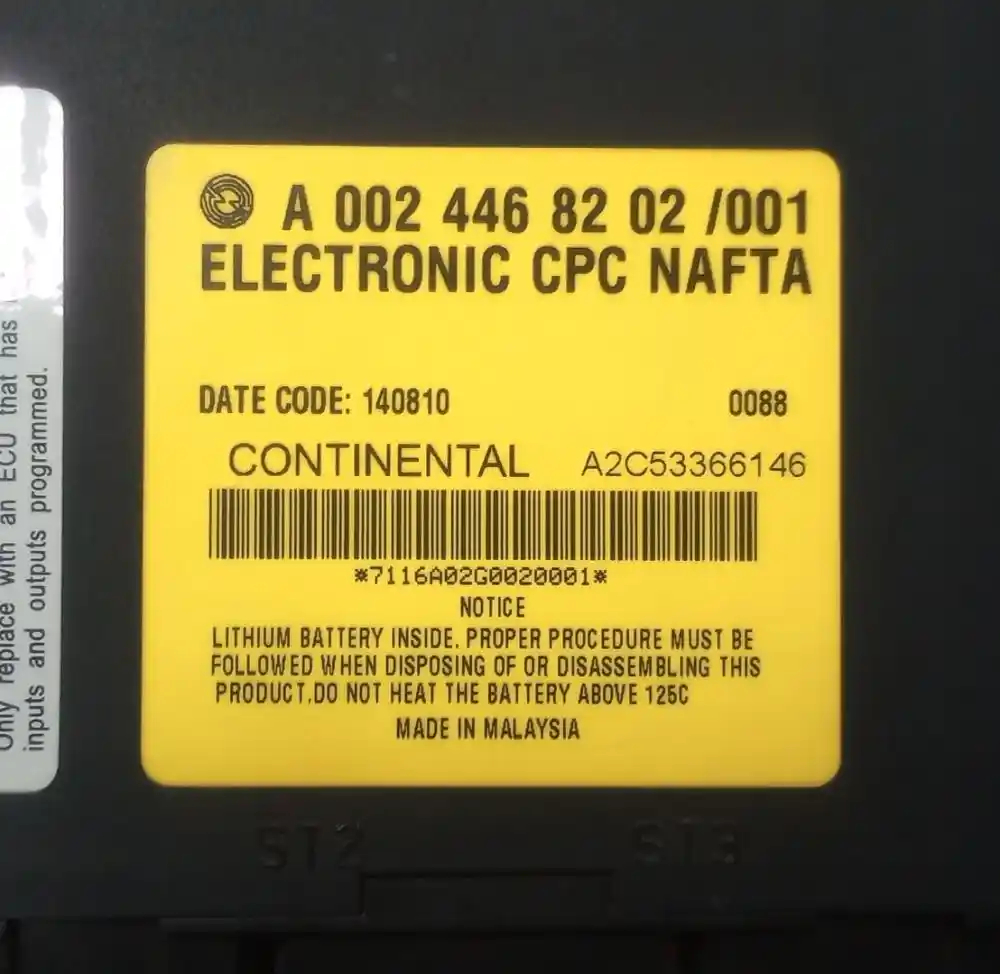 Only replace with an ECU that has
inputs and outputs programmed.
A 002 446 82 02 /001
ELECTRONIC CPC NAFTA
DATE CODE: 140810 0088
CONTINENTAL A2C53366146
*7116A02G0020001*
NOTICE
LITHIUM BATTERY INSIDE. PROPER PROCEDURE MUST BE
FOLLOWED WHEN DISPOSING OF OR DISASSEMBLING THIS
PRODUCT.DO NOT HEAT THE BATTERY ABOVE 125C
MADE IN MALAYSIA
ST2 ST3